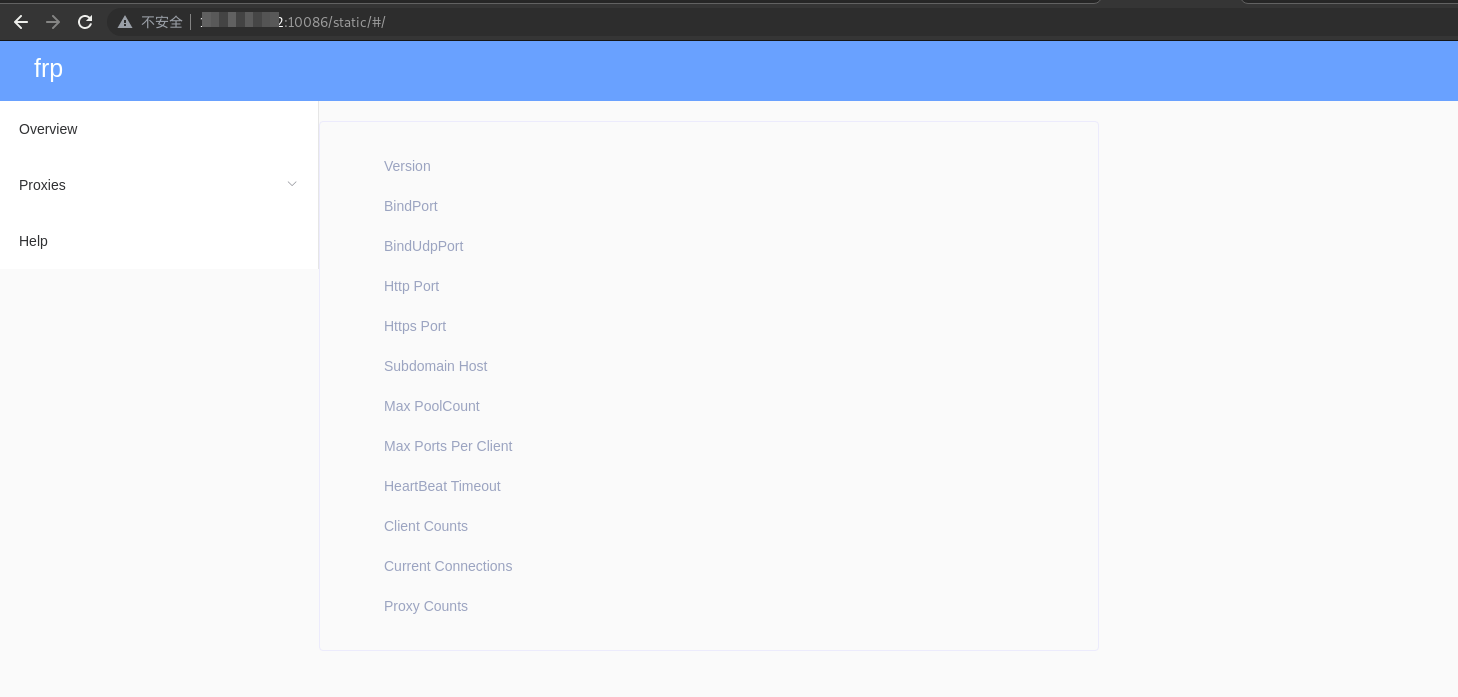 不安全 2:10086/static/#/
frp
Overview
Proxies
Help
Version
BindPort
BindUdpPort
Http Port
Https Port
Subdomain Host
Max PoolCount
Max Ports Per Client
HeartBeat Timeout
Client Counts
Current Connections
Proxy Counts